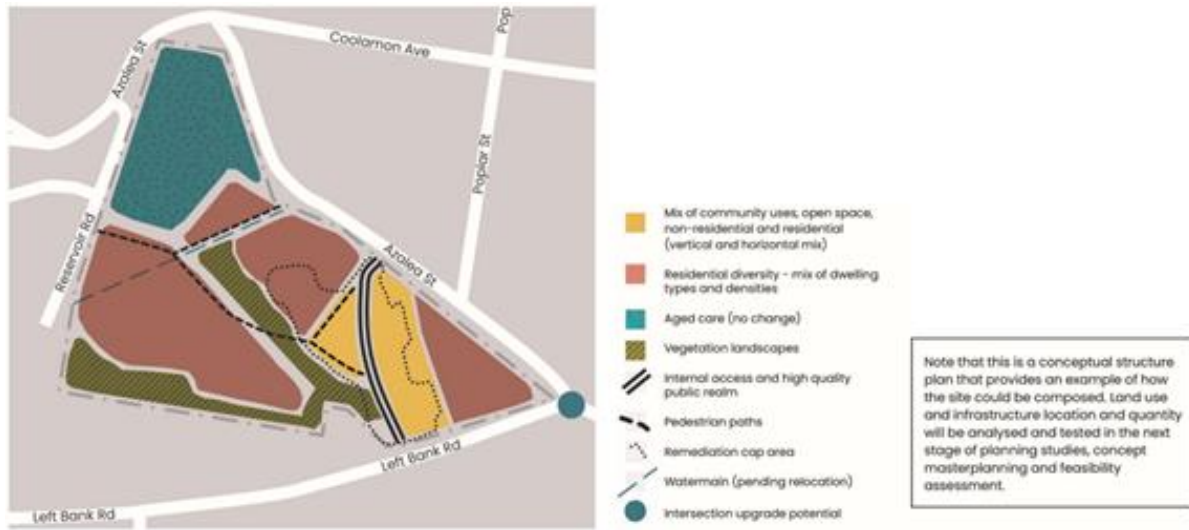 Coolamon Ave
Pop
Azalea St
Poplar St
Reservoir Rd
Azalea St
Left Bank Rd
Left Bank Rd
Mix of community uses, open space,
non-residential and residential
(vertical and horizontal mix)
Residential diversity - mix of dwelling
types and densities
Aged care (no change)
Vegetation landscapes
Internal access and high quality
public realm
Pedestrian paths
Remediation cap area
Watermain (pending relocation)
Intersection upgrade potential
Note that this is a conceptual structure
plan that provides an example of how
the site could be composed. Land use
and infrastructure location and quantity
will be analysed and tested in the next
stage of planning studies, concept
masterplanning and feasibility
assessment.